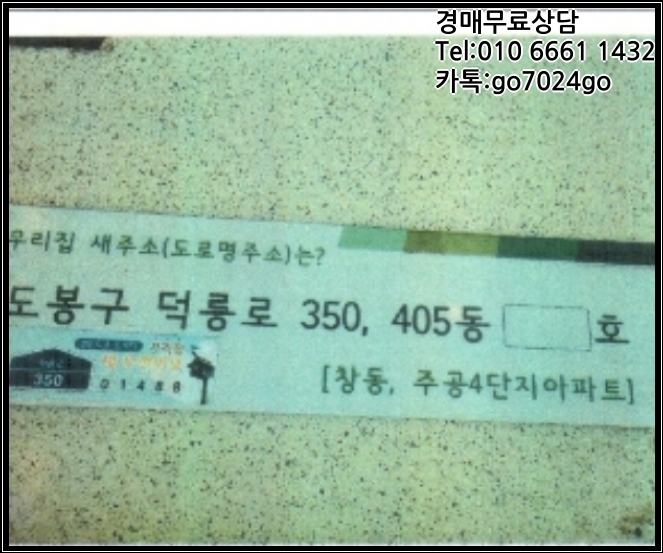 경매무료상담
Tel:010 6661 1432
카톡:go7024go
우리집 새주소(도로명주소)는?
도봉구 덕릉로 350, 405동 호
350
01488
[창동, 주공4단지아파트]